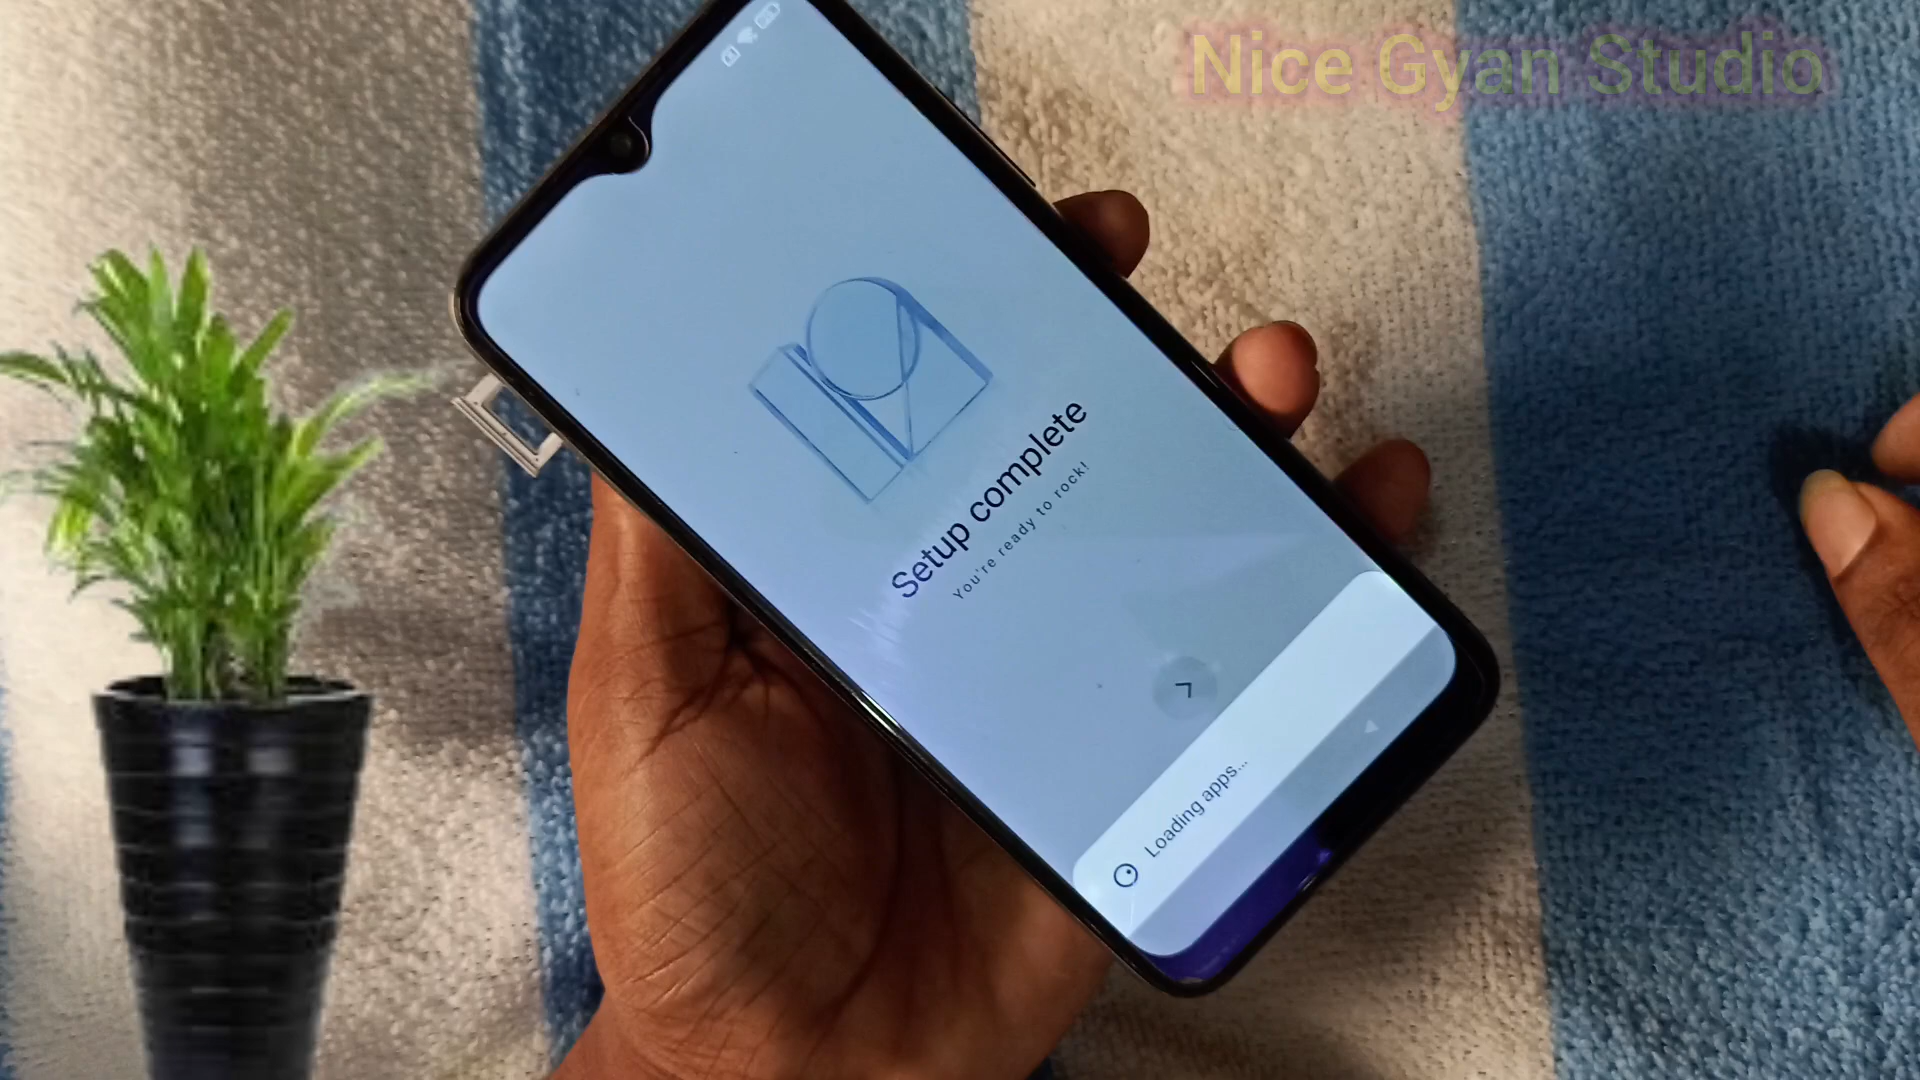 Nice Gyan Studio
Setup complete
You're ready to rock!
Loading apps...